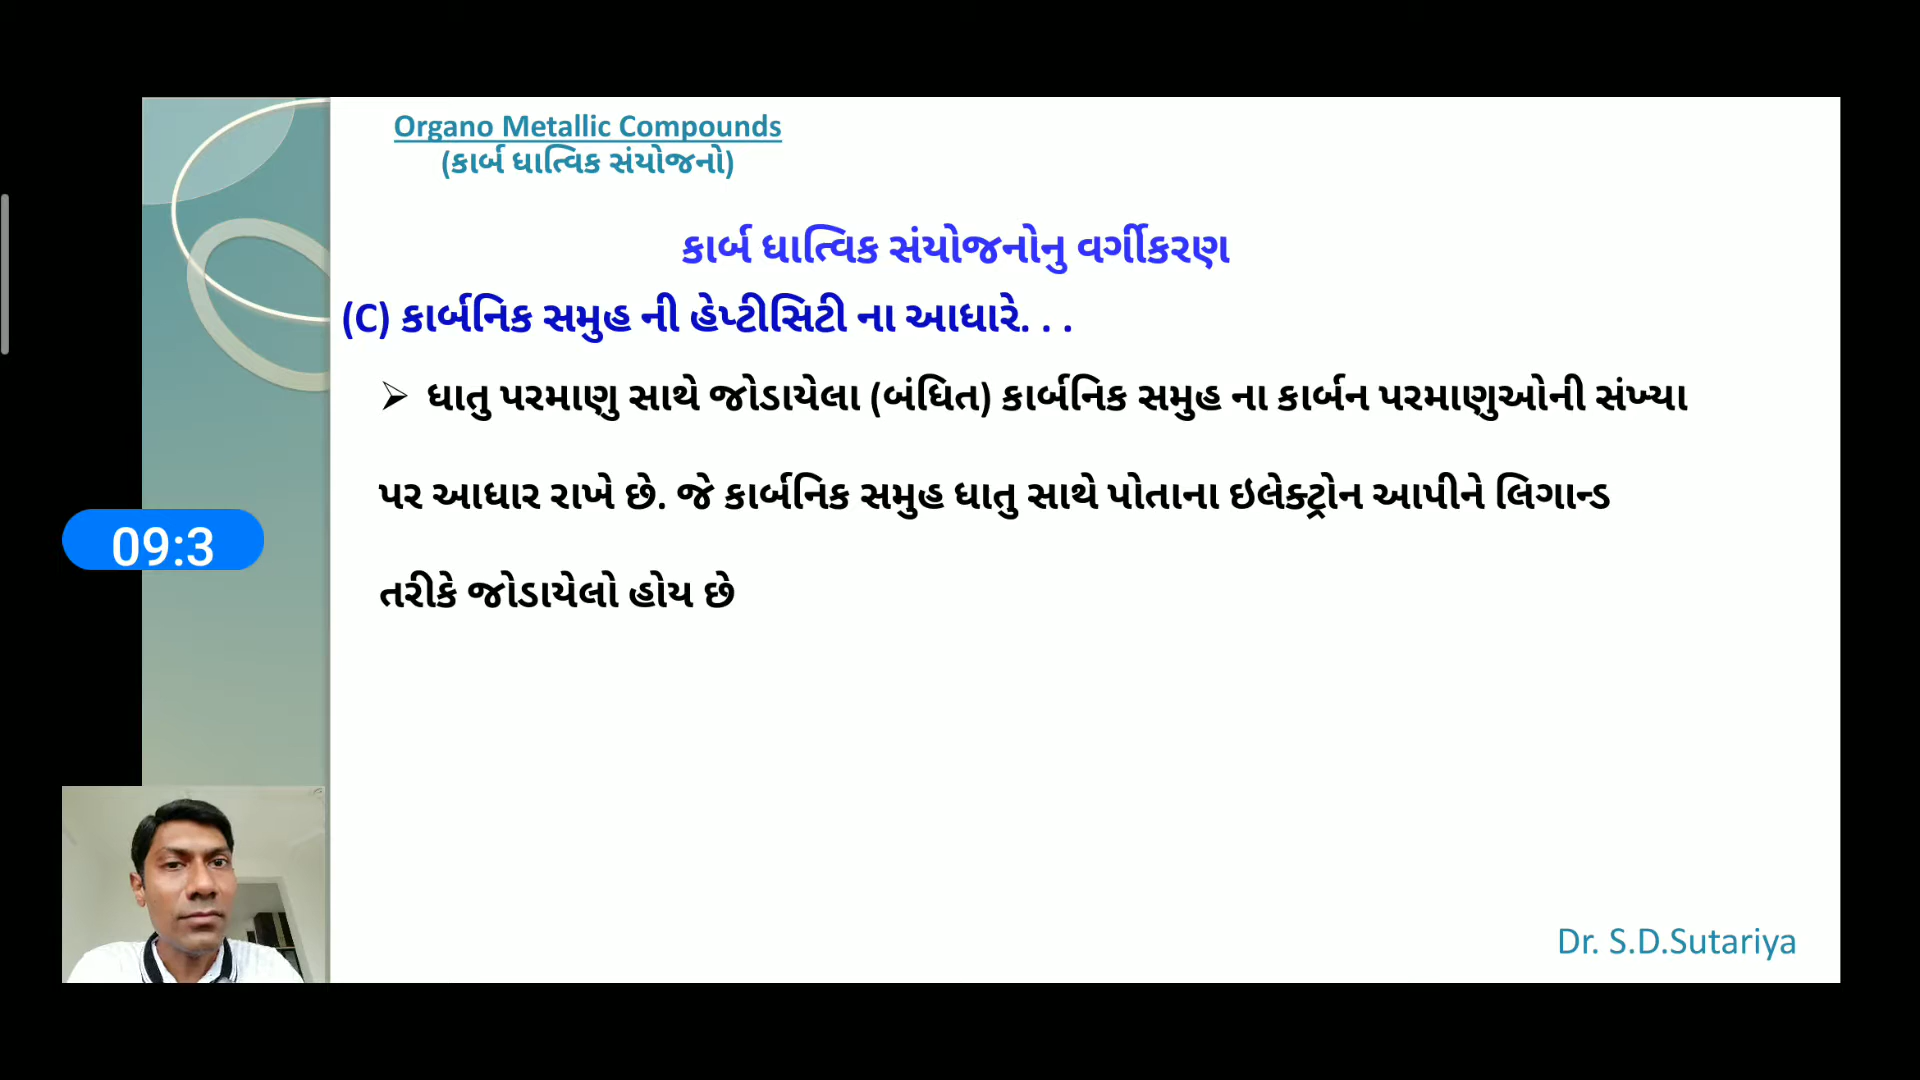 Organo Metallic Compounds
(કાર્બ ધાત્વિક સંયોજનો)
કાર્બ ધાત્વિક સંયોજનોનુ વર્ગીકરણ
(C) કાર્બનિક સમુહ ની હેપ્ટીસિટી ના આધારે. . .
➢ ધાતુ પરમાણુ સાથે જોડાયેલા (બંધિત) કાર્બનિક સમુહ ના કાર્બન પરમાણુઓની સંખ્યા
પર આધાર રાખે છે. જે કાર્બનિક સમુહ ધાતુ સાથે પોતાના ઇલેક્ટ્રોન આપીને લિગાન્ડ
તરીકે જોડાયેલો હોય છે
09:3
Dr. S.D.Sutariya